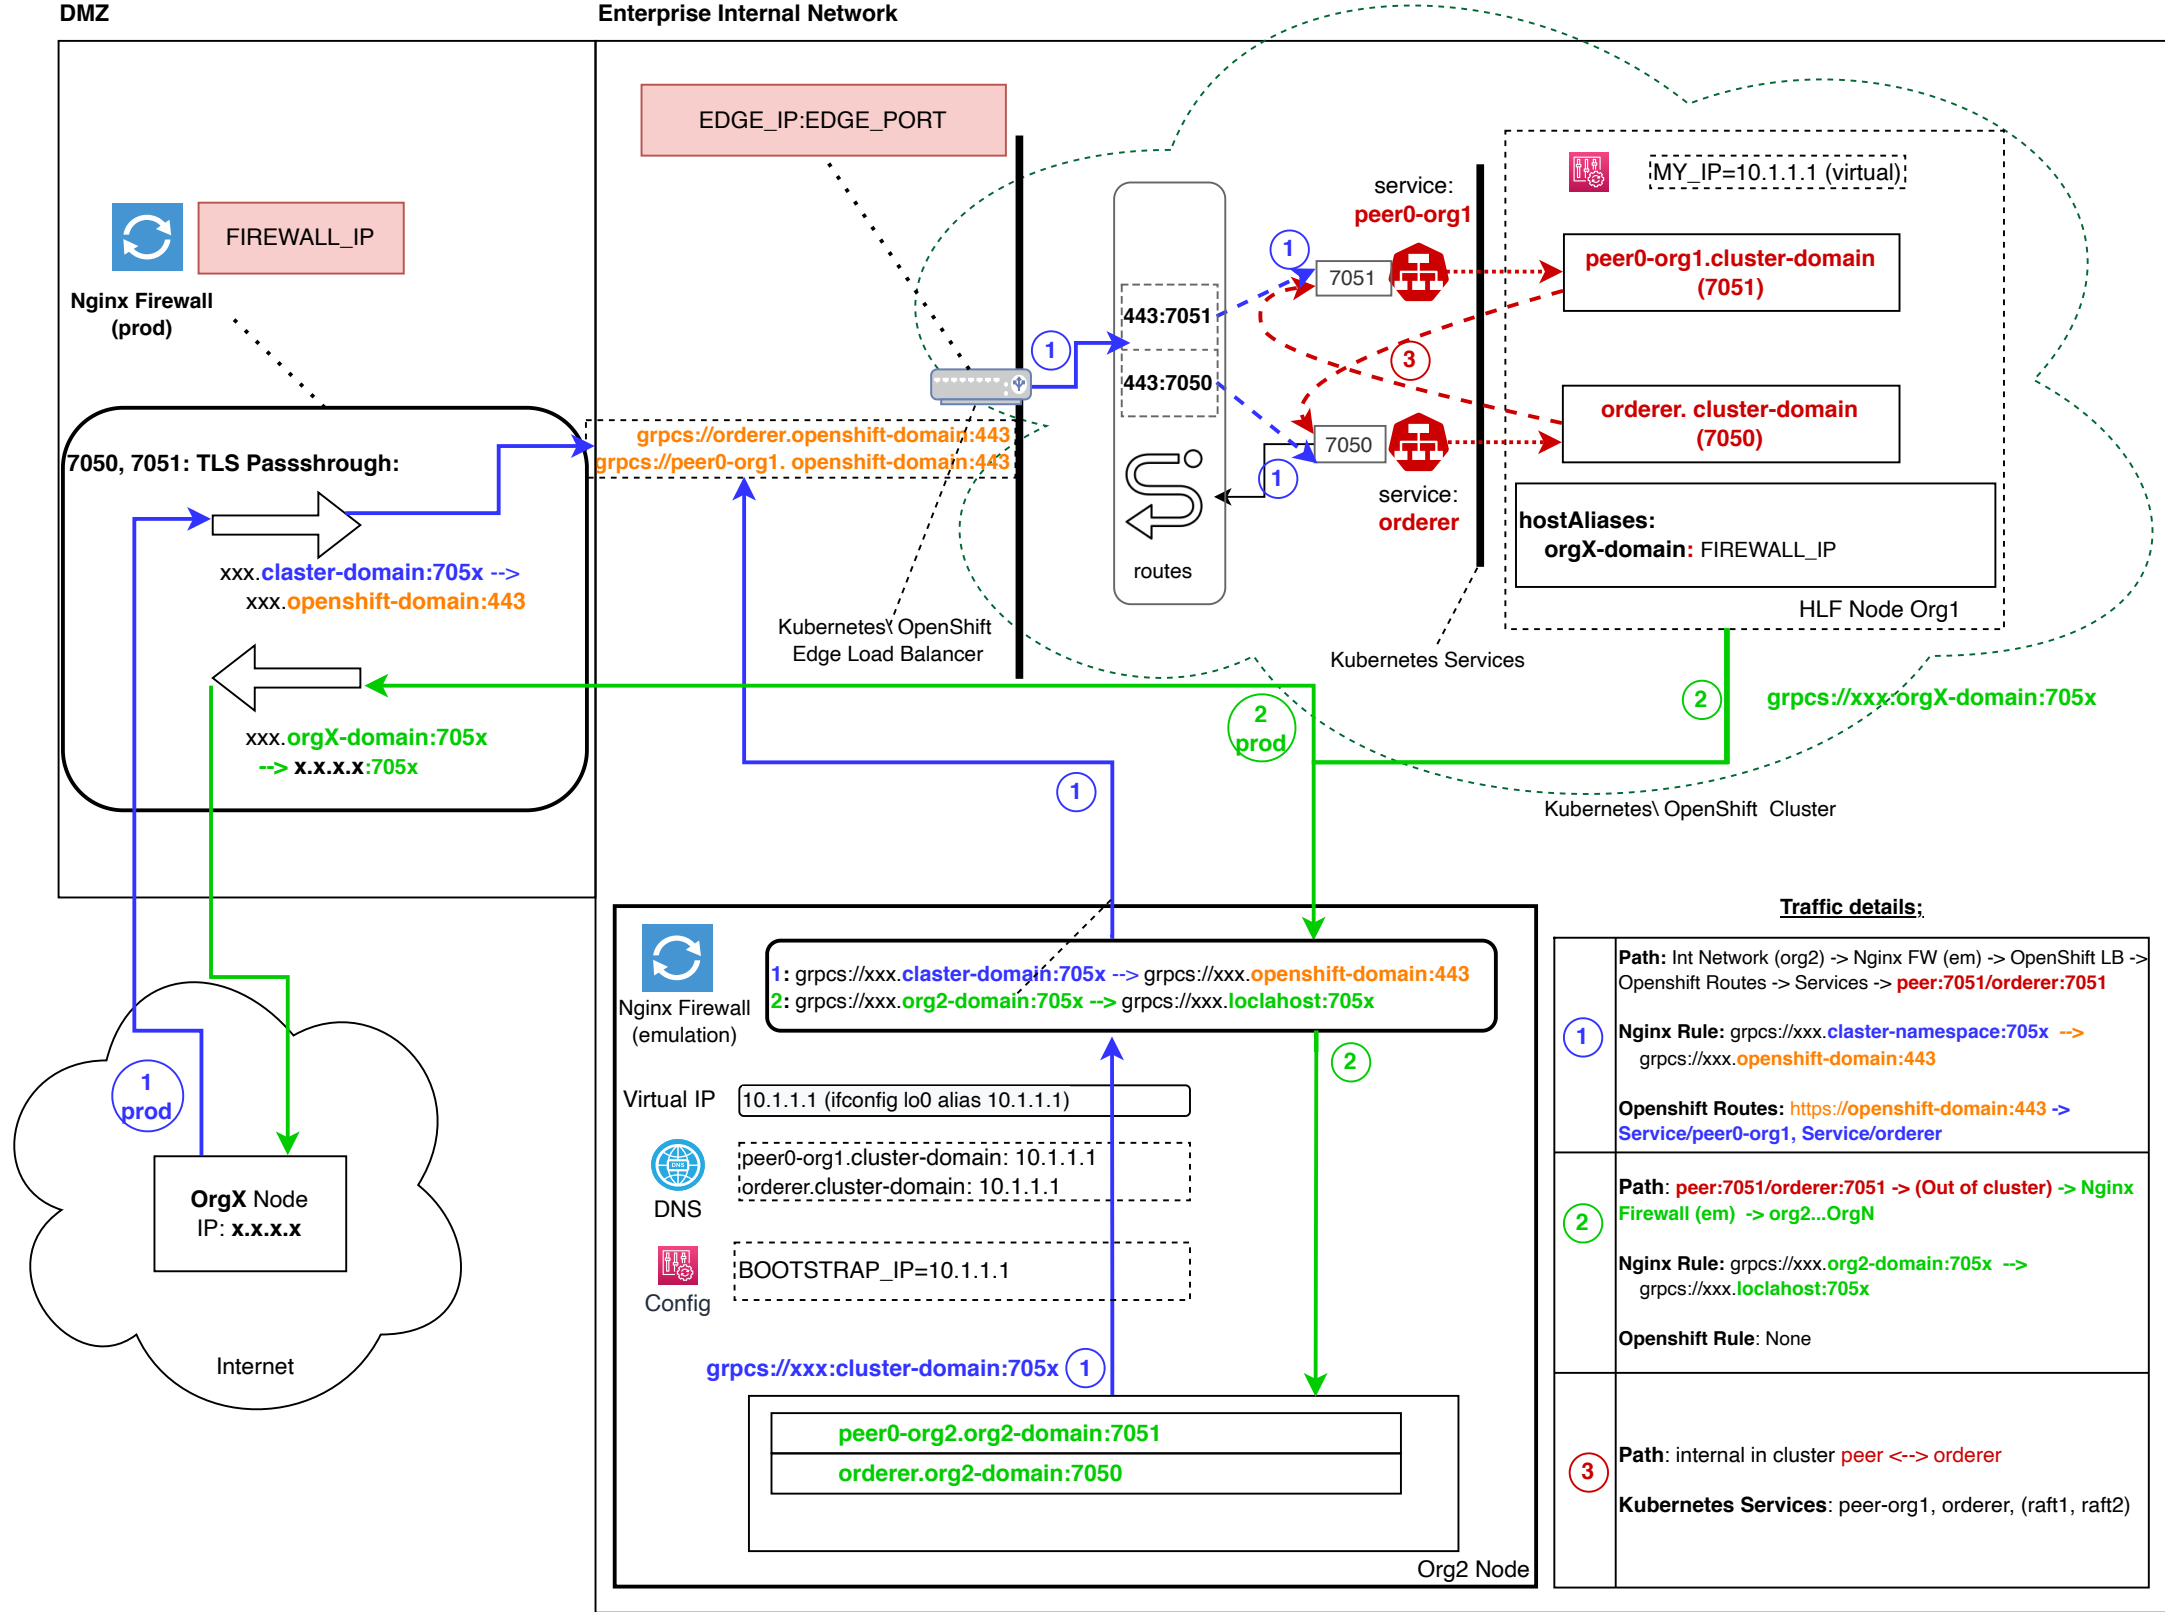 DMZ
Enterprise Internal Network
EDGE_IP:EDGE_PORT
FIREWALL_IP
Nginx Firewall
(prod)
7050, 7051: TLS Passshrough:
xxx.claster-domain:705x -->
xxx.openshift-domain:443
xxx.orgX-domain:705x
--> x.x.x.x:705x
grpcs://orderer.openshift-domain:443
grpcs://peer0-org1. openshift-domain:443
Kubernetes\ OpenShift
Edge Load Balancer
1
443:7051
443:7050
routes
service:
peer0-org1
1
7051
3
7050
1
service:
orderer
Kubernetes Services
MY_IP=10.1.1.1 (virtual)
peer0-org1.cluster-domain
(7051)
orderer. cluster-domain
(7050)
hostAliases:
orgX-domain: FIREWALL_IP
HLF Node Org1
2
grpcs://xxx:orgX-domain:705x
2
prod
1
Kubernetes\ OpenShift  Cluster
1
prod
OrgX Node
IP: x.x.x.x
Internet
Nginx Firewall
(emulation)
1: grpcs://xxx.claster-domain:705x --> grpcs://xxx.openshift-domain:443
2: grpcs://xxx.org2-domain:705x --> grpcs://xxx.loclahost:705x
2
Virtual IP
10.1.1.1 (ifconfig lo0 alias 10.1.1.1)
DNS
DNS
peer0-org1.cluster-domain: 10.1.1.1
orderer.cluster-domain: 10.1.1.1
Config
BOOTSTRAP_IP=10.1.1.1
grpcs://xxx:cluster-domain:705x
1
peer0-org2.org2-domain:7051
orderer.org2-domain:7050
Org2 Node
Traffic details;
1
Path: Int Network (org2) -> Nginx FW (em) -> OpenShift LB ->
Openshift Routes -> Services -> peer:7051/orderer:7051
Nginx Rule: grpcs://xxx.claster-namespace:705x -->
grpcs://xxx.openshift-domain:443
Openshift Routes: https://openshift-domain:443 ->
Service/peer0-org1, Service/orderer
2
Path: peer:7051/orderer:7051 -> (Out of cluster) -> Nginx
Firewall (em) -> org2...OrgN
Nginx Rule: grpcs://xxx.org2-domain:705x -->
grpcs://xxx.loclahost:705x
Openshift Rule: None
3
Path: internal in cluster peer <--> orderer
Kubernetes Services: peer-org1, orderer, (raft1, raft2)